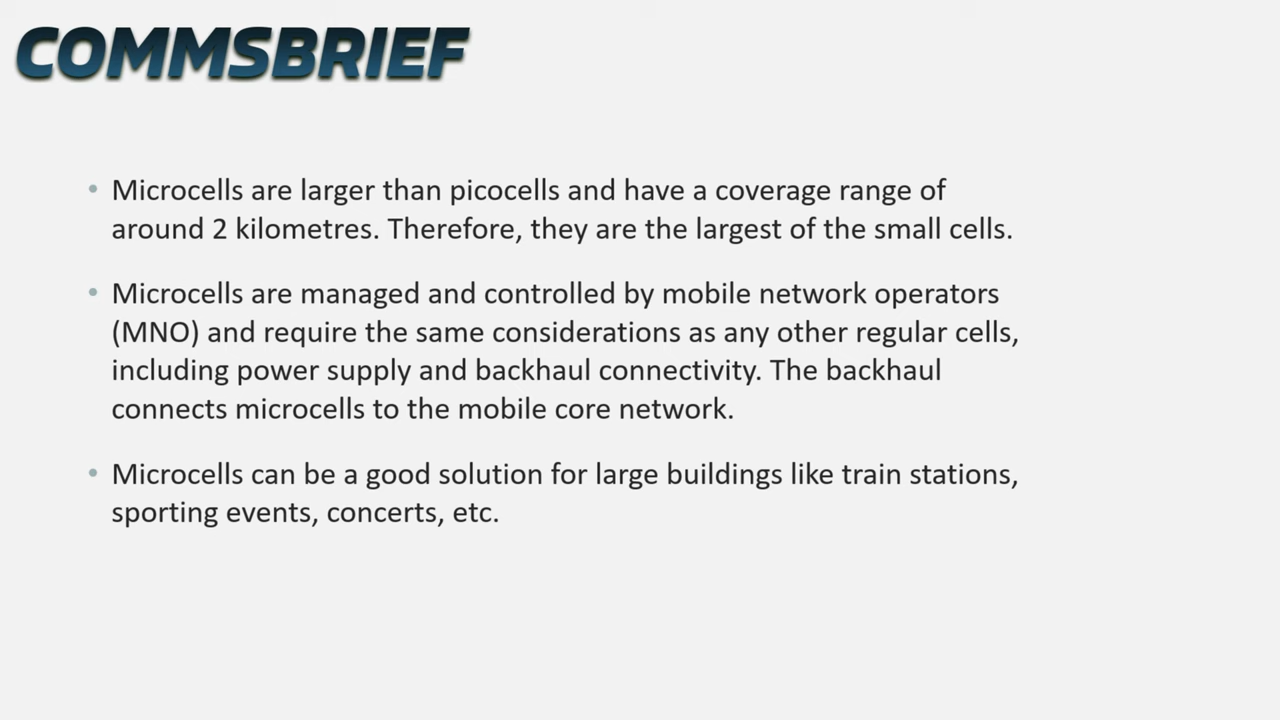 COMMSBRIEF
• Microcells are larger than picocells and have a coverage range of
around 2 kilometres. Therefore, they are the largest of the small cells.
• Microcells are managed and controlled by mobile network operators
(MNO) and require the same considerations as any other regular cells,
including power supply and backhaul connectivity. The backhaul
connects microcells to the mobile core network.
• Microcells can be a good solution for large buildings like train stations,
sporting events, concerts, etc.